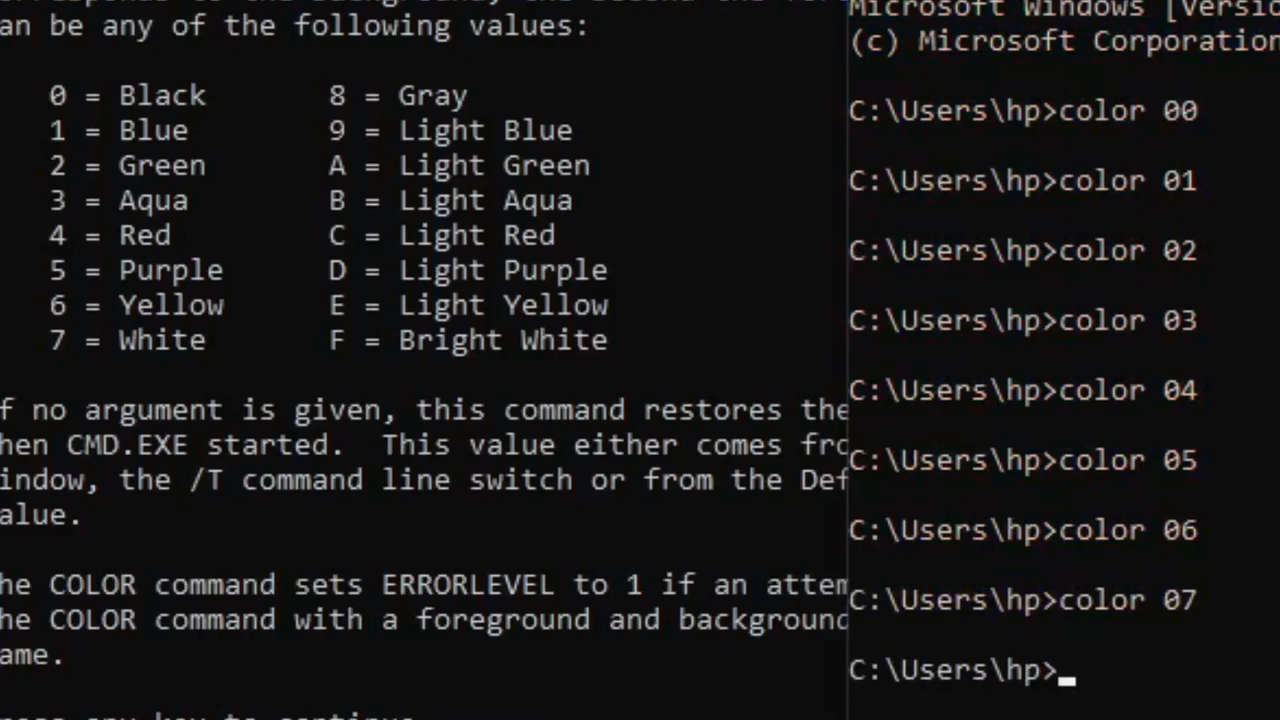 an be any of the following values:
0 = Black 8 = Gray
1 = Blue 9 = Light Blue
2 = Green A = Light Green
3 = Aqua B = Light Aqua
4 = Red C = Light Red
5 = Purple D = Light Purple
6 = Yellow E = Light Yellow
7 = White F = Bright White
f no argument is given, this command restores the
hen CMD.EXE started. This value either comes fro
indow, the /T command line switch or from the Def
alue.
he COLOR command sets ERRORLEVEL to 1 if an attem
he COLOR command with a foreground and background
ame.
Microsoft Windows [Versio
(c) Microsoft Corporation
C:\Users\hp>color 00
C:\Users\hp>color 01
C:\Users\hp>color 02
C:\Users\hp>color 03
C:\Users\hp>color 04
C:\Users\hp>color 05
C:\Users\hp>color 06
C:\Users\hp>color 07
C:\Users\hp>